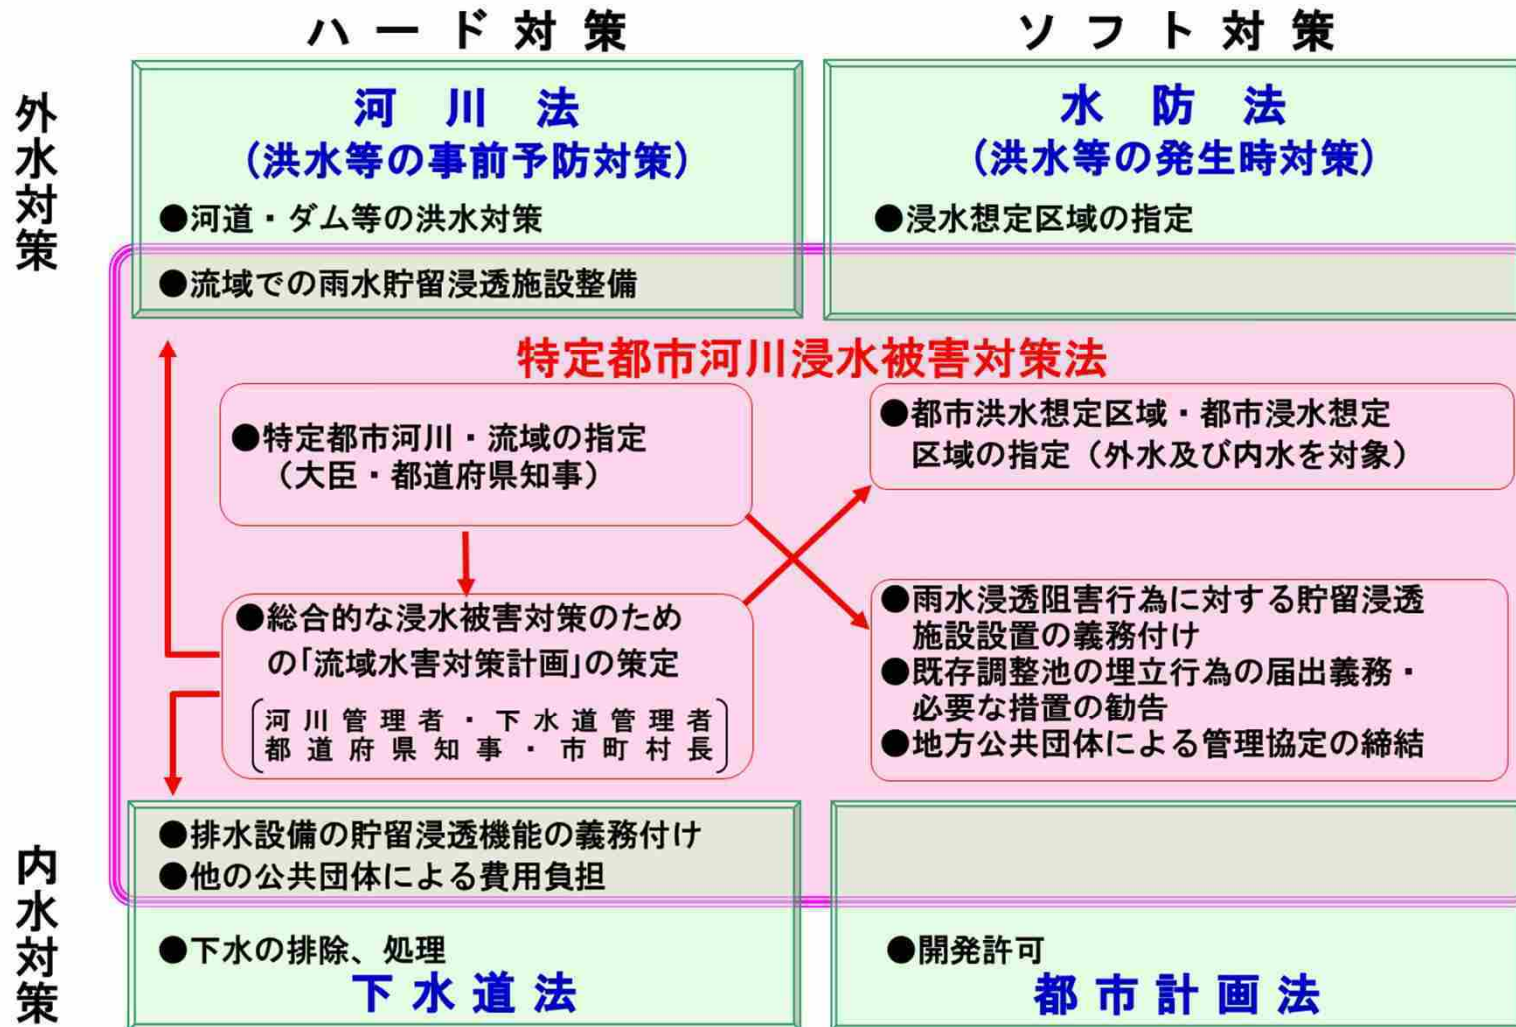 ハード対策
ソフト対策
外水対策
河川法
（洪水等の事前予防対策）
●河道・ダム等の洪水対策
●流域での雨水貯留浸透施設整備
水防法
（洪水等の発生時対策）
●浸水想定区域の指定
特定都市河川浸水被害対策法
●特定都市河川・流域の指定
（大臣・都道府県知事）
●都市洪水想定区域・都市浸水想定
区域の指定（外水及び内水を対象）
●総合的な浸水被害対策のため
の「流域水害対策計画」の策定
河川管理者・下水道管理者
都道府県知事・市町村長
●雨水浸透阻害行為に対する貯留浸透
施設設置の義務付け
●既存調整池の埋立行為の届出義務・
必要な措置の勧告
●地方公共団体による管理協定の締結
内水対策
●排水設備の貯留浸透機能の義務付け
●他の公共団体による費用負担
●下水の排除、処理
下水道法
●開発許可
都市計画法